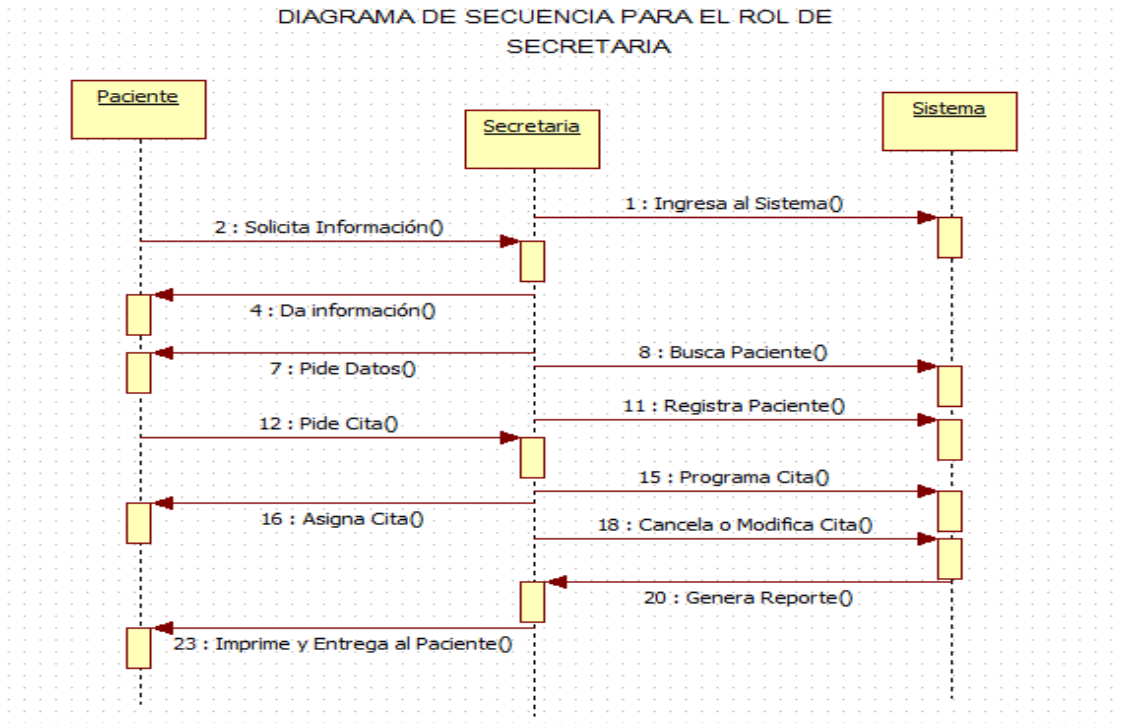 DIAGRAMA DE SECUENCIA PARA EL ROL DE
SECRETARIA
Paciente
Secretaria
Sistema
1 : Ingresa al Sistema()
2 : Solicita Información()
4 : Da información()
7 : Pide Datos()
8 : Busca Paciente()
11 : Registra Paciente()
12 : Pide Cita()
15 : Programa Cita()
16 : Asigna Cita()
18 : Cancela o Modifica Cita()
20 : Genera Reporte()
23 : Imprime y Entrega al Paciente()